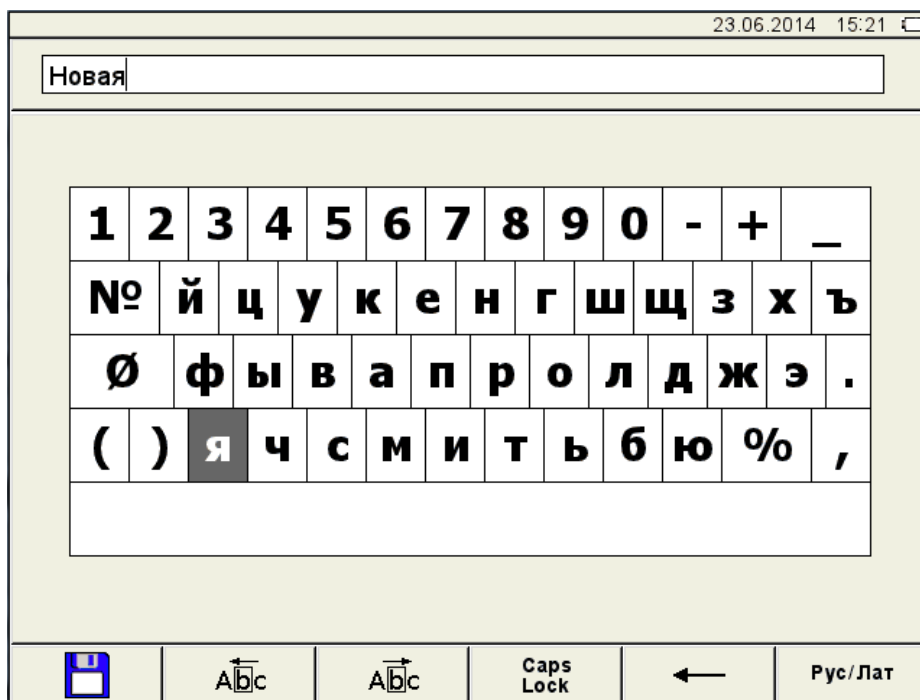 23.06.2014 15:21
Новая
1 2 3 4 5 6 7 8 9 0 - + _
№ й ц у к е н г ш щ з х ъ
Ø ф ы в а п р о л д ж э .
( ) я ч с м и т ь б ю % ,
Abc Abc Caps Lock Рус/Лат